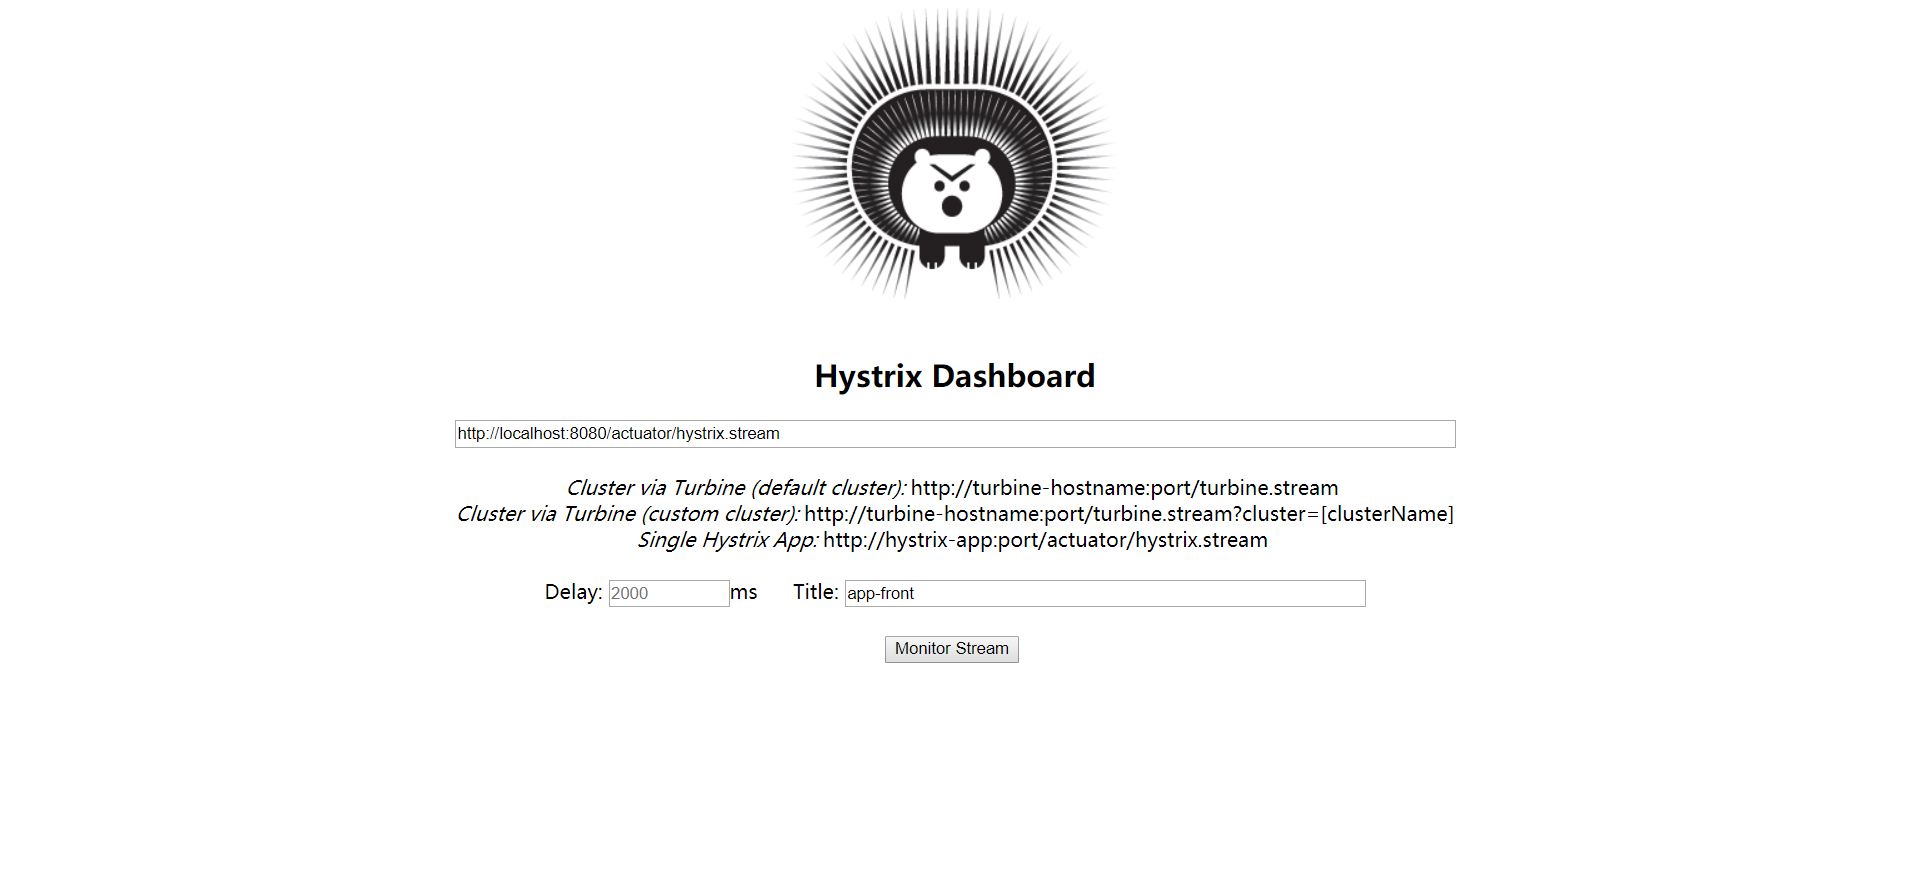 Hystrix Dashboard
http://localhost:8080/actuator/hystrix.stream
Cluster via Turbine (default cluster): http://turbine-hostname:port/turbine.stream
Cluster via Turbine (custom cluster): http://turbine-hostname:port/turbine.stream?cluster=[clusterName]
Single Hystrix App: http://hystrix-app:port/actuator/hystrix.stream
Delay: 2000 ms Title: app-front
Monitor Stream